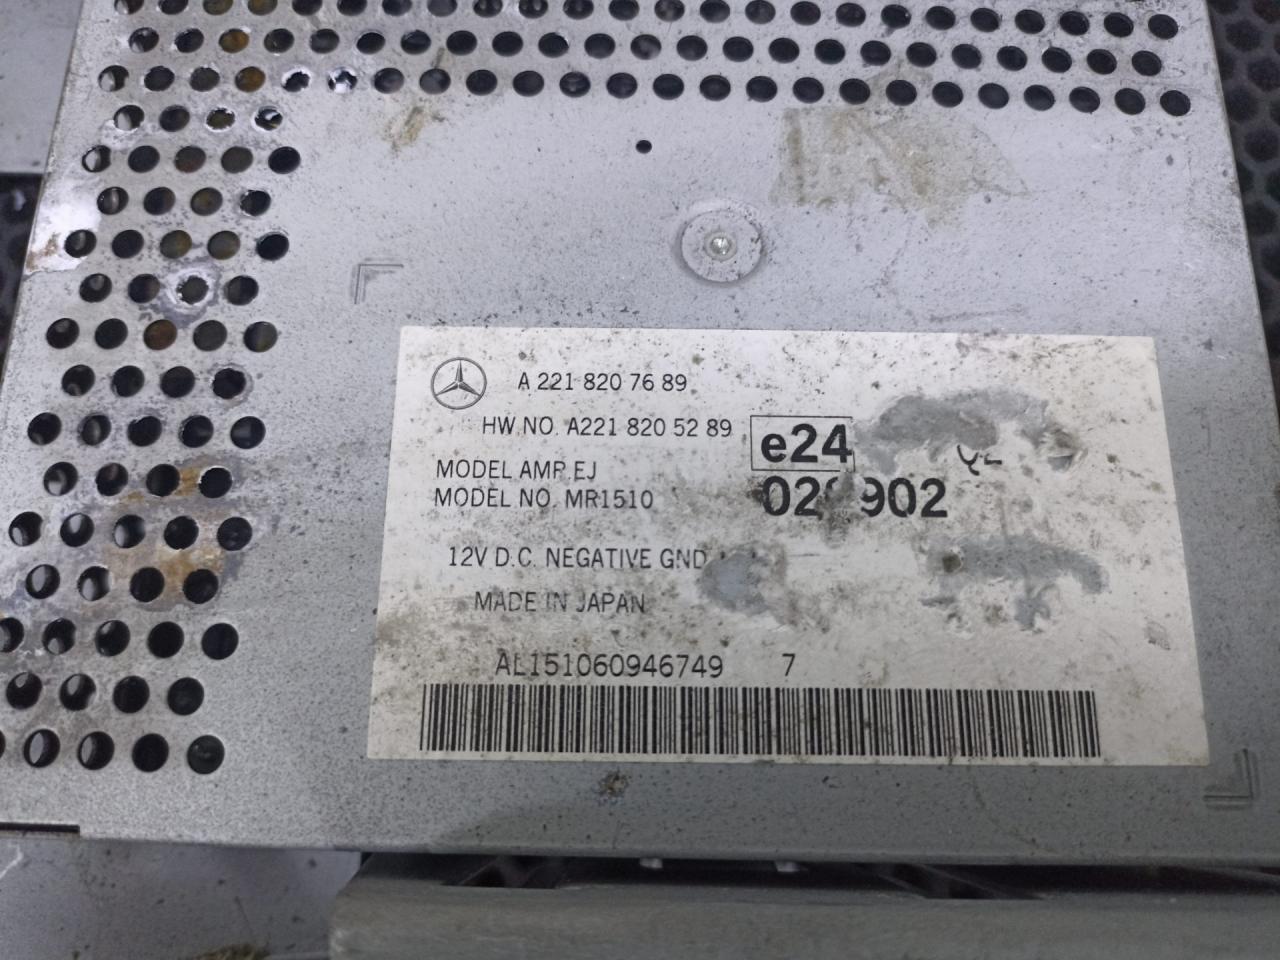 A 221 820 76 89
HW.NO. A221 820 52 89
e24
MODEL AMP.EJ
MODEL NO. MR1510
12V D.C. NEGATIVE GND
MADE IN JAPAN
AL151060946749 7